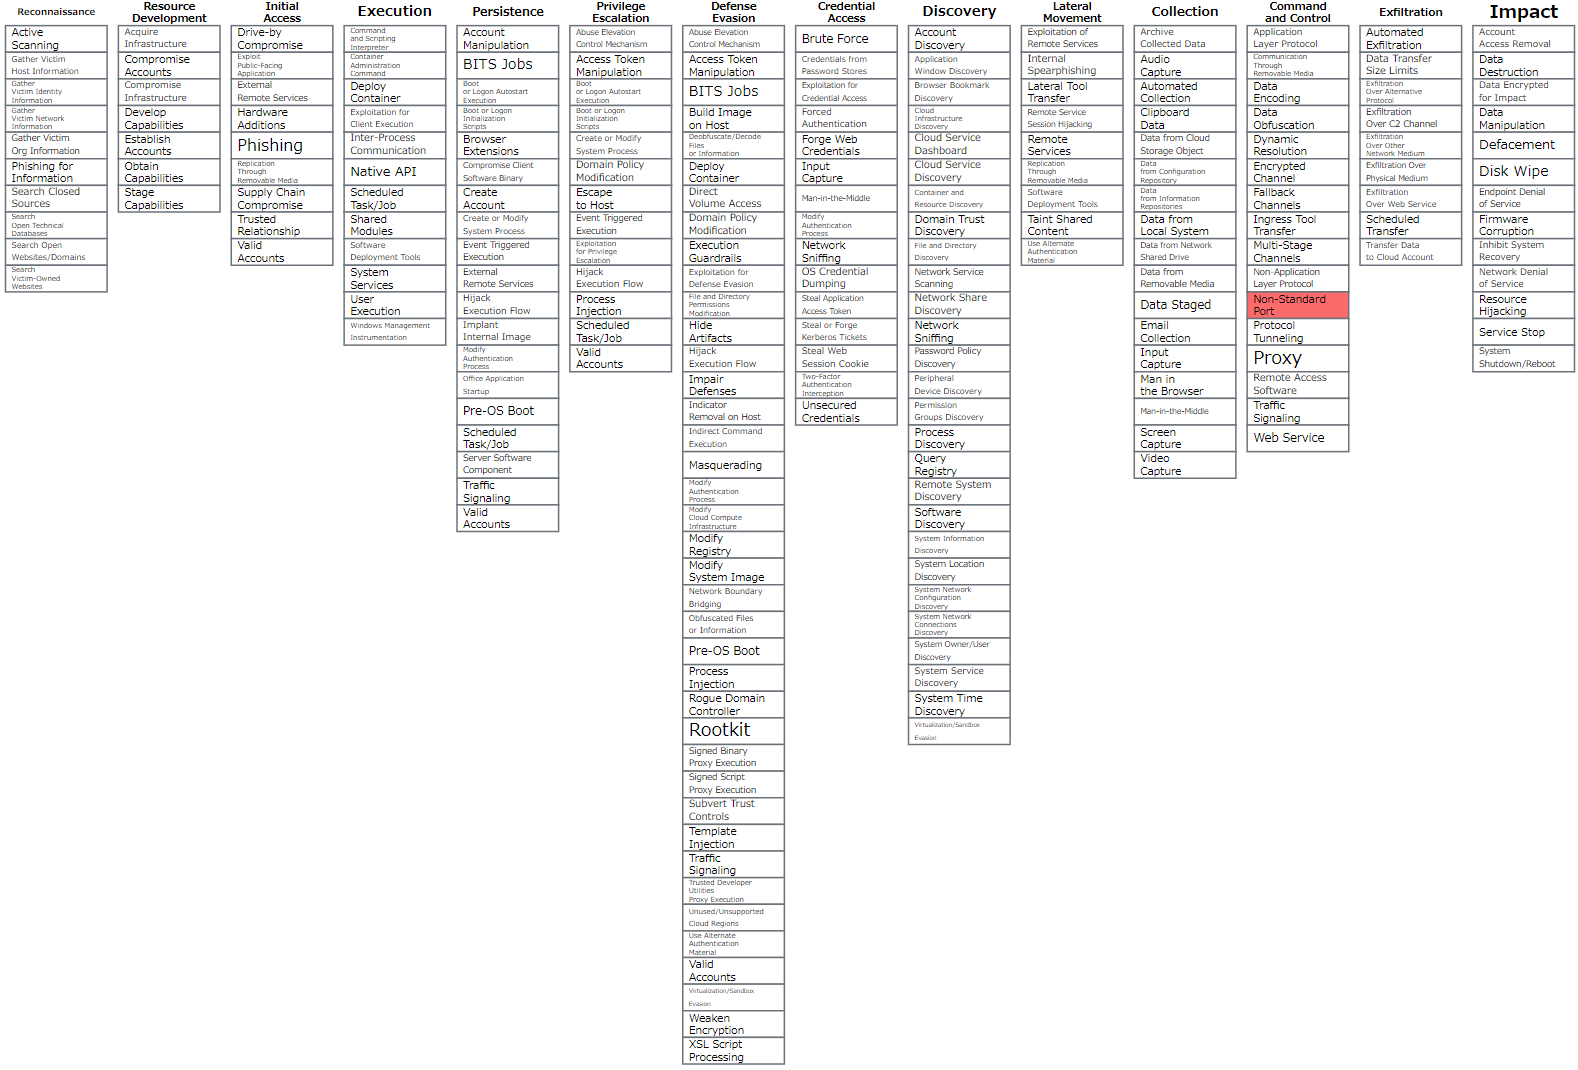 Reconnaissance
Active
Scanning
Gather Victim
Host Information
Gather
Victim Identity
Information
Gather
Victim Network
Information
Gather Victim
Org Information
Phishing for
Information
Search Closed
Sources
Search
Open Technical
Databases
Search Open
Websites/Domains
Search
Victim-Owned
Websites
Resource
Development
Acquire
Infrastructure
Compromise
Accounts
Compromise
Infrastructure
Develop
Capabilities
Establish
Accounts
Obtain
Capabilities
Stage
Capabilities
Initial
Access
Drive-by
Compromise
Exploit
Public-Facing
Application
External
Remote Services
Hardware
Additions
Phishing
Replication
Through
Removable Media
Supply Chain
Compromise
Trusted
Relationship
Valid
Accounts
Execution
Command
and Scripting
Interpreter
Container
Administration
Command
Deploy
Container
Exploitation for
Client Execution
Inter-Process
Communication
Native API
Scheduled
Task/Job
Shared
Modules
Software
Deployment Tools
System
Services
User
Execution
Windows Management
Instrumentation
Persistence
Account
Manipulation
BITS Jobs
Boot
or Logon Autostart
Execution
Boot or Logon
Initialization
Scripts
Browser
Extensions
Compromise Client
Software Binary
Create
Account
Create or Modify
System Process
Event Triggered
Execution
External
Remote Services
Hijack
Execution Flow
Implant
Internal Image
Modify
Authentication
Process
Office Application
Startup
Pre-OS Boot
Scheduled
Task/Job
Server Software
Component
Traffic
Signaling
Valid
Accounts
Privilege
Escalation
Abuse Elevation
Control Mechanism
Access Token
Manipulation
Boot
or Logon Autostart
Execution
Boot or Logon
Initialization
Scripts
Create or Modify
System Process
Domain Policy
Modification
Escape
to Host
Event Triggered
Execution
Exploitation
for Privilege
Escalation
Hijack
Execution Flow
Process
Injection
Scheduled
Task/Job
Valid
Accounts
Defense
Evasion
Abuse Elevation
Control Mechanism
Access Token
Manipulation
BITS Jobs
Build Image
on Host
Deobfuscate/Decode
Files
or Information
Deploy
Container
Direct
Volume Access
Domain Policy
Modification
Execution
Guardrails
Exploitation for
Defense Evasion
File and Directory
Permissions
Modification
Hide
Artifacts
Hijack
Execution Flow
Impair
Defenses
Indicator
Removal on Host
Indirect Command
Execution
Masquerading
Modify
Authentication
Process
Modify
Cloud Compute
Infrastructure
Modify
Registry
Modify
System Image
Network Boundary
Bridging
Obfuscated Files
or Information
Pre-OS Boot
Process
Injection
Rogue Domain
Controller
Rootkit
Signed Binary
Proxy Execution
Signed Script
Proxy Execution
Subvert Trust
Controls
Template
Injection
Traffic
Signaling
Trusted Developer
Utilities
Proxy Execution
Unused/Unsupported
Cloud Regions
Use Alternate
Authentication
Material
Valid
Accounts
Virtualization/Sandbox
Evasion
Weaken
Encryption
XSL Script
Processing
Credential
Access
Brute Force
Credentials from
Password Stores
Exploitation for
Credential Access
Forced
Authentication
Forge Web
Credentials
Input
Capture
Man-in-the-Middle
Modify
Authentication
Process
Network
Sniffing
OS Credential
Dumping
Steal Application
Access Token
Steal or Forge
Kerberos Tickets
Steal Web
Session Cookie
Two-Factor
Authentication
Interception
Unsecured
Credentials
Discovery
Account
Discovery
Application
Window Discovery
Browser Bookmark
Discovery
Cloud
Infrastructure
Discovery
Cloud Service
Dashboard
Cloud Service
Discovery
Container and
Resource Discovery
Domain Trust
Discovery
File and Directory
Discovery
Network Service
Scanning
Network Share
Discovery
Network
Sniffing
Password Policy
Discovery
Peripheral
Device Discovery
Permission
Groups Discovery
Process
Discovery
Query
Registry
Remote System
Discovery
Software
Discovery
System Information
Discovery
System Location
Discovery
System Network
Configuration
Discovery
System Network
Connections
Discovery
System Owner/User
Discovery
System Service
Discovery
System Time
Discovery
Virtualization/Sandbox
Evasion
Lateral
Movement
Exploitation of
Remote Services
Internal
Spearphishing
Lateral Tool
Transfer
Remote Service
Session Hijacking
Remote
Services
Replication
Through
Removable Media
Software
Deployment Tools
Taint Shared
Content
Use Alternate
Authentication
Material
Collection
Archive
Collected Data
Audio
Capture
Automated
Collection
Clipboard
Data
Data from Cloud
Storage Object
Data
from Configuration
Repository
Data
from Information
Repositories
Data from
Local System
Data from Network
Shared Drive
Data from
Removable Media
Data Staged
Email
Collection
Input
Capture
Man in
the Browser
Man-in-the-Middle
Screen
Capture
Video
Capture
Command
and Control
Application
Layer Protocol
Communication
Through
Removable Media
Data
Encoding
Data
Obfuscation
Dynamic
Resolution
Encrypted
Channel
Fallback
Channels
Ingress Tool
Transfer
Multi-Stage
Channels
Non-Application
Layer Protocol
Non-Standard
Port
Protocol
Tunneling
Proxy
Remote Access
Software
Traffic
Signaling
Web Service
Exfiltration
Automated
Exfiltration
Data Transfer
Size Limits
Exfiltration
Over Alternative
Protocol
Exfiltration
Over C2 Channel
Exfiltration
Over Other
Network Medium
Exfiltration Over
Physical Medium
Exfiltration
Over Web Service
Scheduled
Transfer
Transfer Data
to Cloud Account
Impact
Account
Access Removal
Data
Destruction
Data Encrypted
for Impact
Data
Manipulation
Defacement
Disk Wipe
Endpoint Denial
of Service
Firmware
Corruption
Inhibit System
Recovery
Network Denial
of Service
Resource
Hijacking
Service Stop
System
Shutdown/Reboot